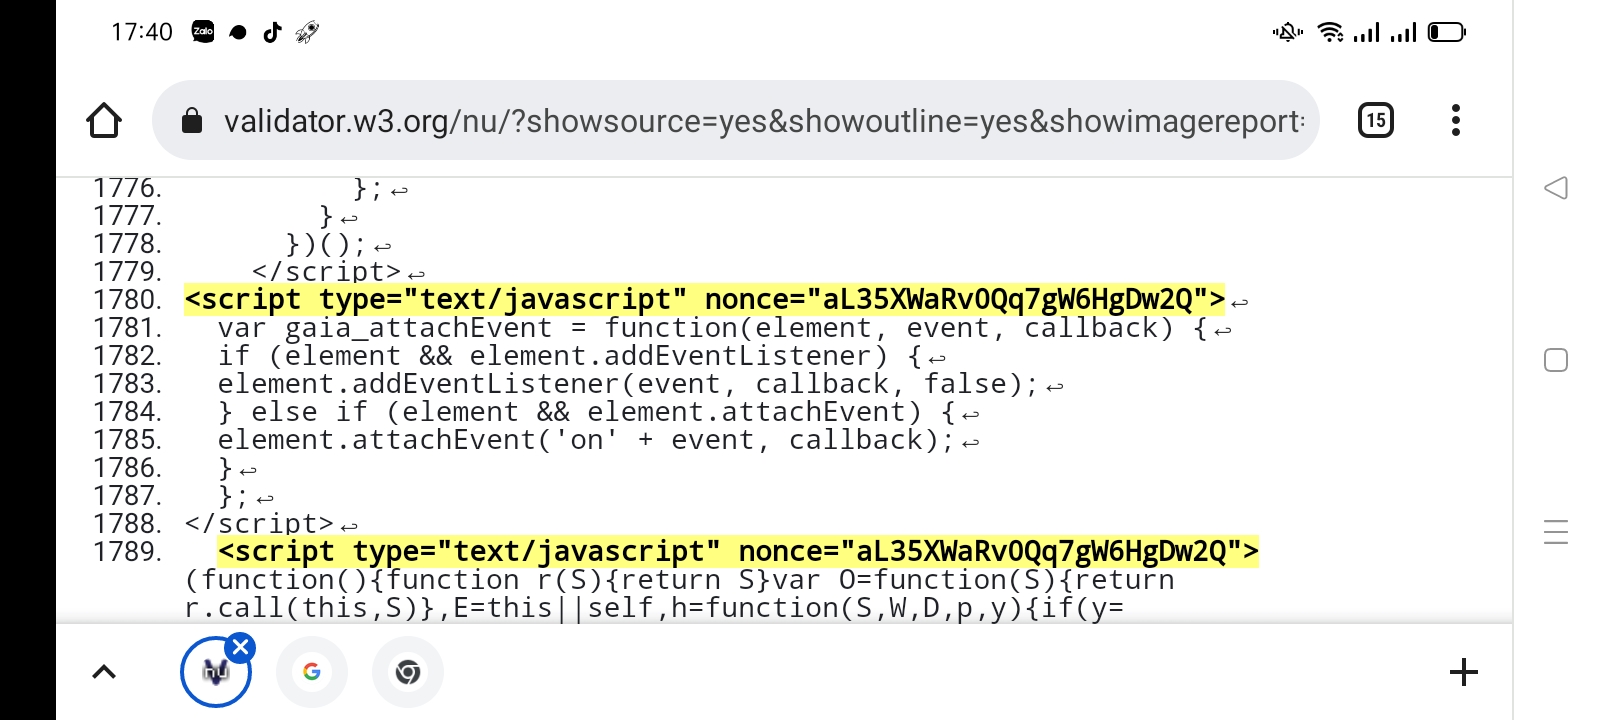 17:40 Zalo
validator.w3.org/nu/?showsource=yes&showoutline=yes&showimagereport= 15
1776. };↩
1777. }↩
1778. })();↩
1779. </script>↩
1780. <script type="text/javascript" nonce="aL35XWaRv0Qq7gW6HgDw2Q">↩
1781. var gaia_attachEvent = function(element, event, callback) {↩
1782. if (element && element.addEventListener) {↩
1783. element.addEventListener(event, callback, false);↩
1784. } else if (element && element.attachEvent) {↩
1785. element.attachEvent('on' + event, callback);↩
1786. }↩
1787. };↩
1788. </script>↩
1789. <script type="text/javascript" nonce="aL35XWaRv0Qq7gW6HgDw2Q">
(function(){function r(S){return S}var O=function(S){return
r.call(this,S)},E=this||self,h=function(S,W,D,p,y){if(y=
nu